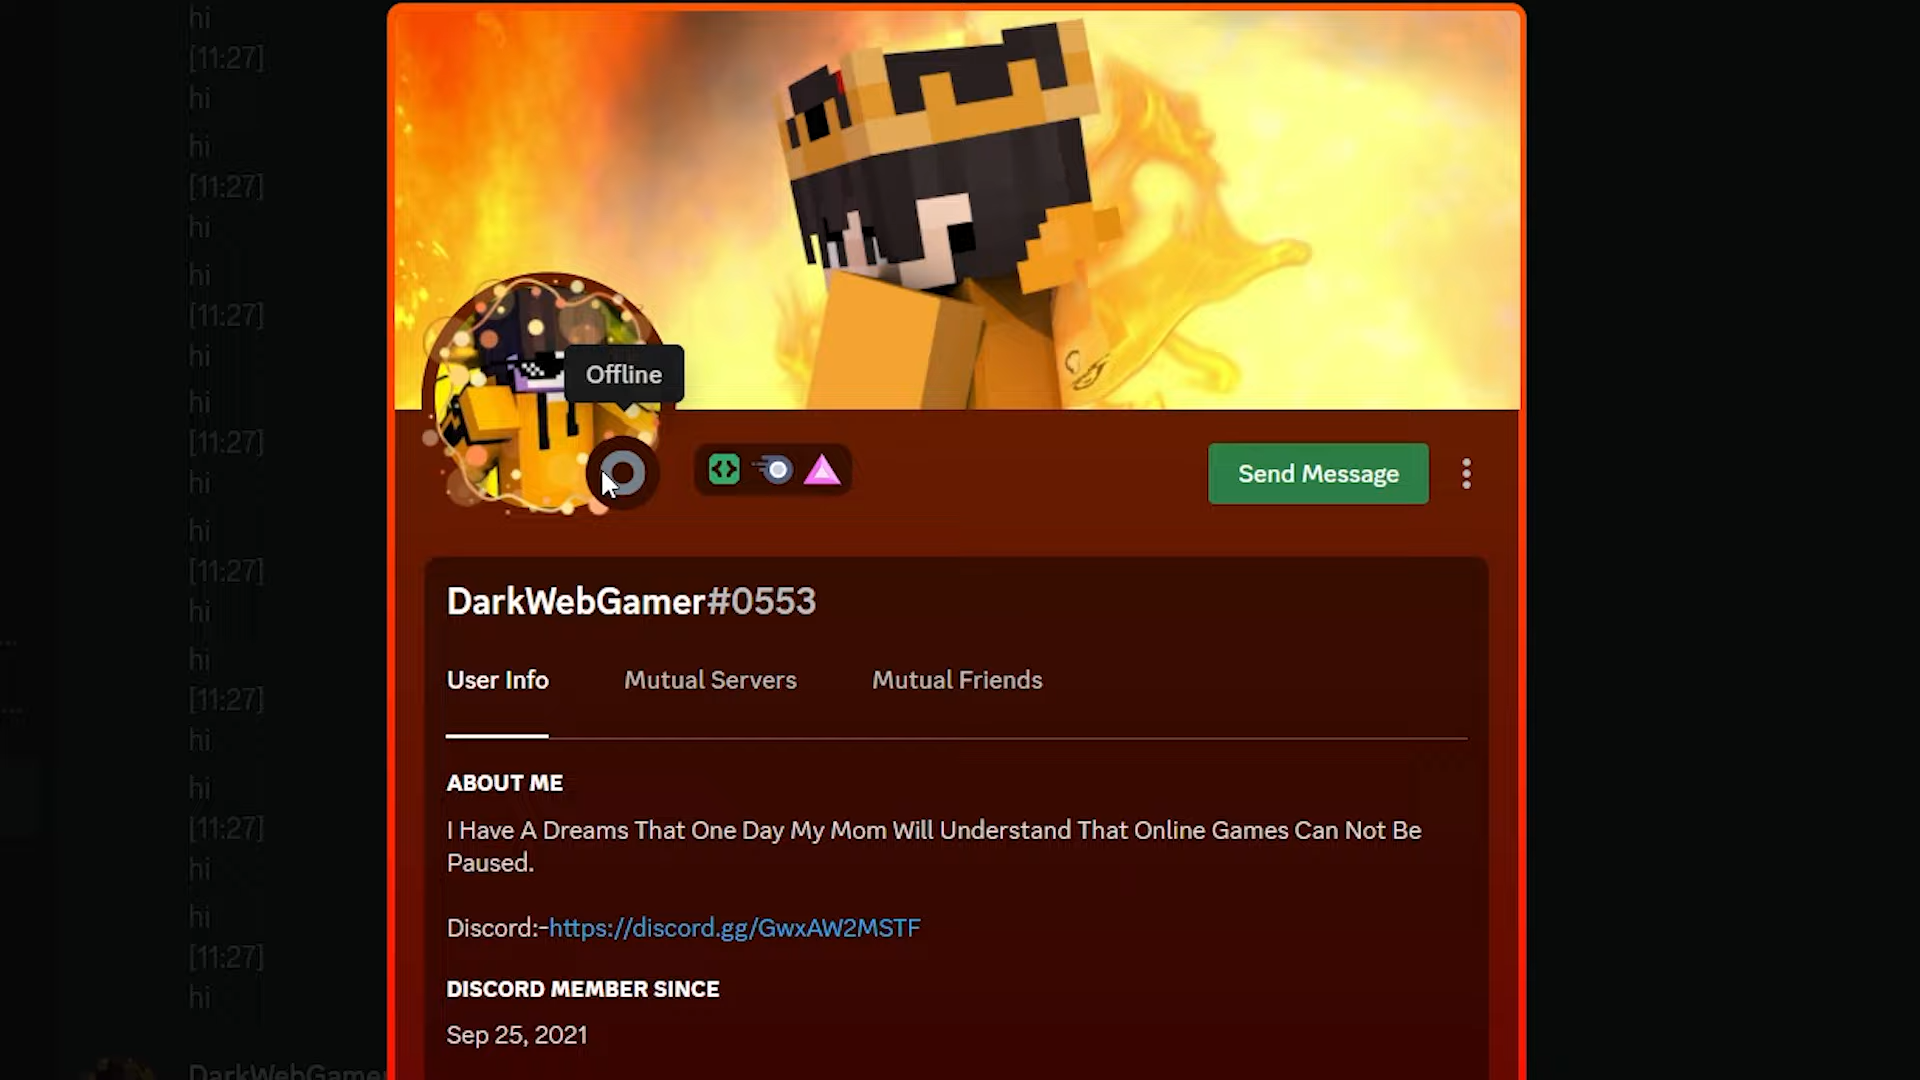 hi
[11:27]
hi
hi
[11:27]
hi
hi
[11:27]
hi
hi
[11:27]
hi
hi
[11:27]
hi
hi
[11:27]
hi
hi
[11:27]
hi
hi
[11:27]
hi
DarkWebGamer
Offline
Send Message
DarkWebGamer#0553
User Info
Mutual Servers
Mutual Friends
ABOUT ME
I Have A Dreams That One Day My Mom Will Understand That Online Games Can Not Be
Paused.
Discord:-https://discord.gg/GwxAW2MSTF
DISCORD MEMBER SINCE
Sep 25, 2021